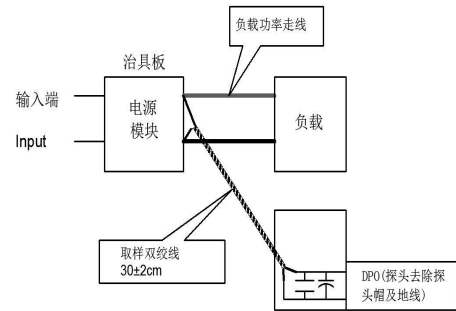 负载功率走线
治具板
输入端
Input
电源
模块
负载
取样双绞线
30±2cm
DPO(探头去除探
头帽及地线)